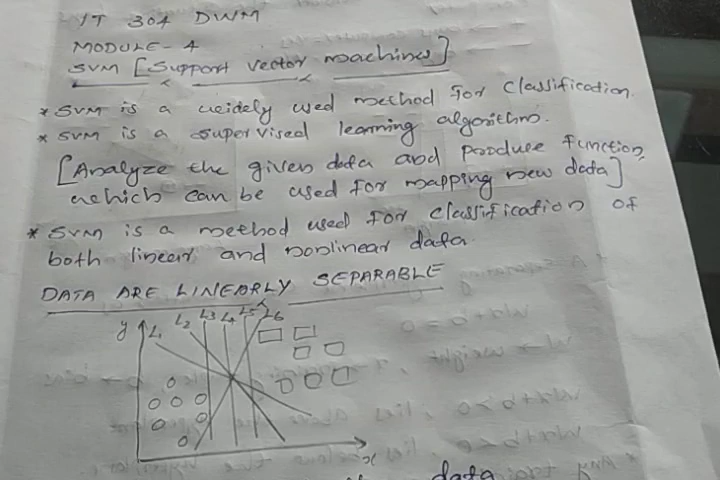 IT 304 DWM
MODULE-4
SVM [Support Vector machines]
* SVM is a widely used method for classification.
* SVM is a supervised learning algorithm.
[Analyze the given data and produce function
which can be used for mapping new data]
* SVM is a method used for classification of
both linear and nonlinear data
DATA ARE LINEARLY SEPARABLE
y L1 L2 L3 L4 L5 L6
x
data